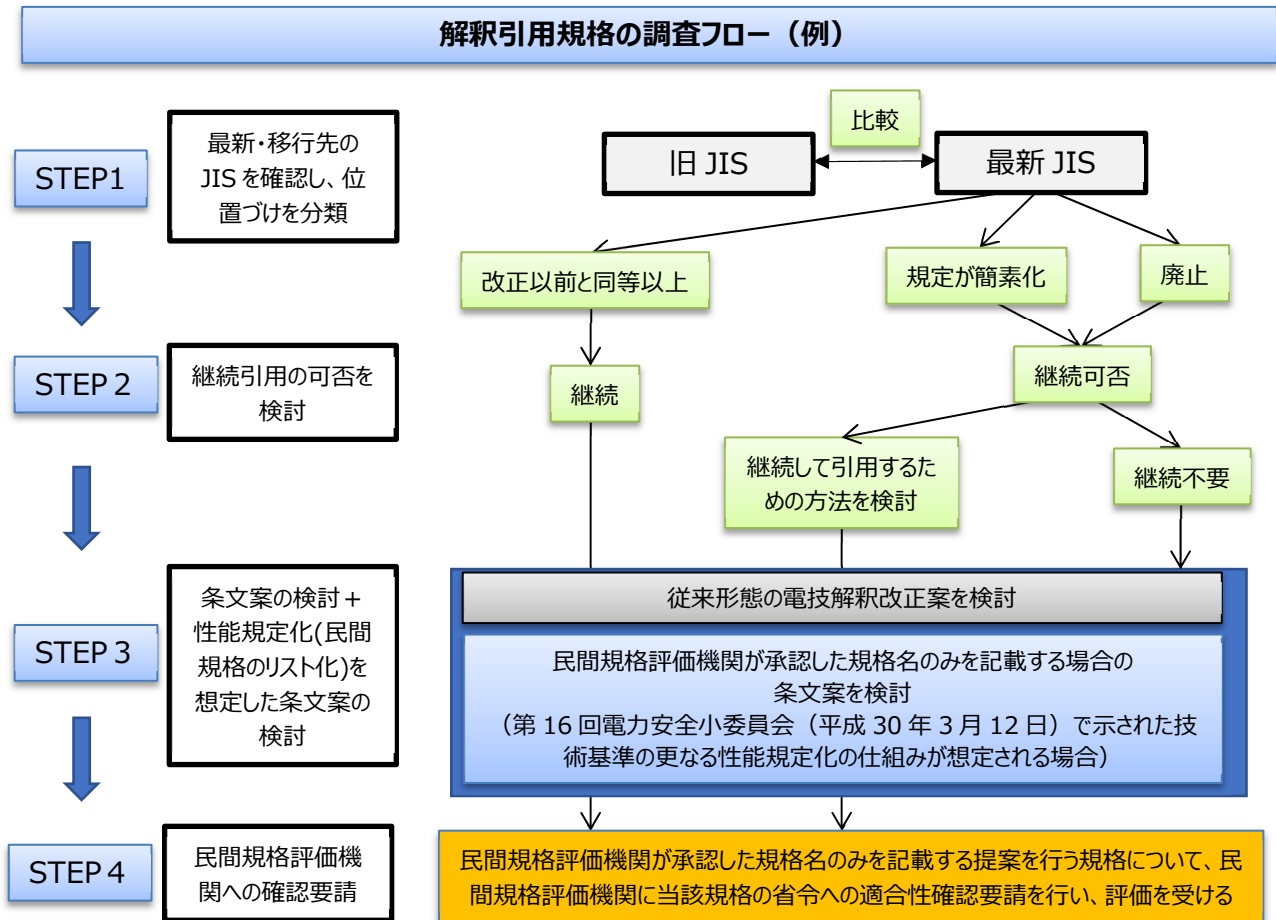 解釈引用規格の調査フロー（例）
STEP1
最新・移行先の
JIS を確認し、位
置づけを分類
比較
旧 JIS
最新 JIS
改正以前と同等以上
規定が簡素化
廃止
STEP 2
継続引用の可否を
検討
継続
継続可否
継続して引用するた
めの方法を検討
継続不要
STEP 3
条文案の検討＋
性能規定化(民間
規格のリスト化)を
想定した条文案の
検討
従来形態の電技解釈改正案を検討
民間規格評価機関が承認した規格名のみを記載する場合の
条文案を検討
（第 16 回電力安全小委員会（平成 30 年 3 月 12 日）で示された技
術基準の更なる性能規定化の仕組みが想定される場合）
STEP 4
民間規格評価機
関への確認要請
民間規格評価機関が承認した規格名のみを記載する提案を行う規格について、民
間規格評価機関に当該規格の省令への適合性確認要請を行い、評価を受ける